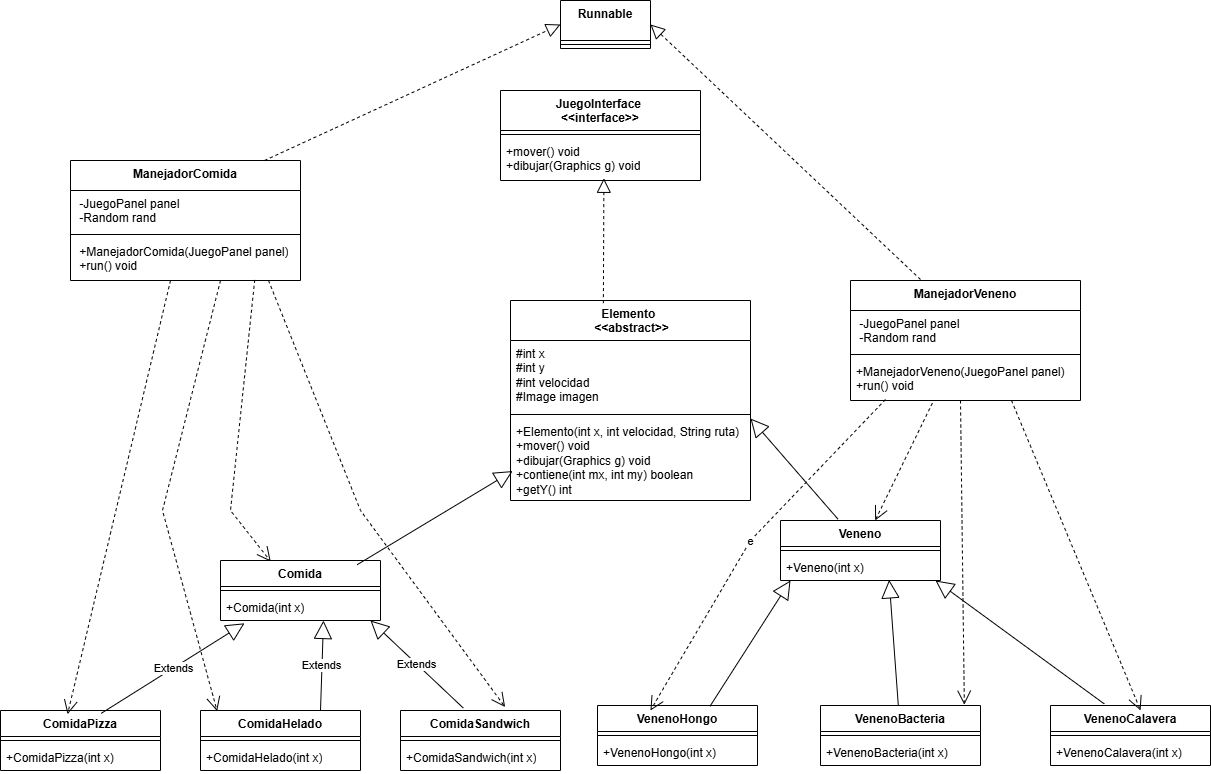 Runnable
JuegoInterface
<<interface>>
+mover() void
+dibujar(Graphics g) void
ManejadorComida
-JuegoPanel panel
-Random rand
+ManejadorComida(JuegoPanel panel)
+run() void
ManejadorVeneno
-JuegoPanel panel
-Random rand
+ManejadorVeneno(JuegoPanel panel)
+run() void
Elemento
<<abstract>>
#int x
#int y
#int velocidad
#Image imagen
+Elemento(int x, int velocidad, String ruta)
+mover() void
+dibujar(Graphics g) void
+contiene(int mx, int my) boolean
+getY() int
e
Veneno
+Veneno(int x)
Comida
+Comida(int x)
Extends
Extends
Extends
ComidaPizza
+ComidaPizza(int x)
ComidaHelado
+ComidaHelado(int x)
ComidaSandwich
+ComidaSandwich(int x)
VenenoHongo
+VenenoHongo(int x)
VenenoBacteria
+VenenoBacteria(int x)
VenenoCalavera
+VenenoCalavera(int x)